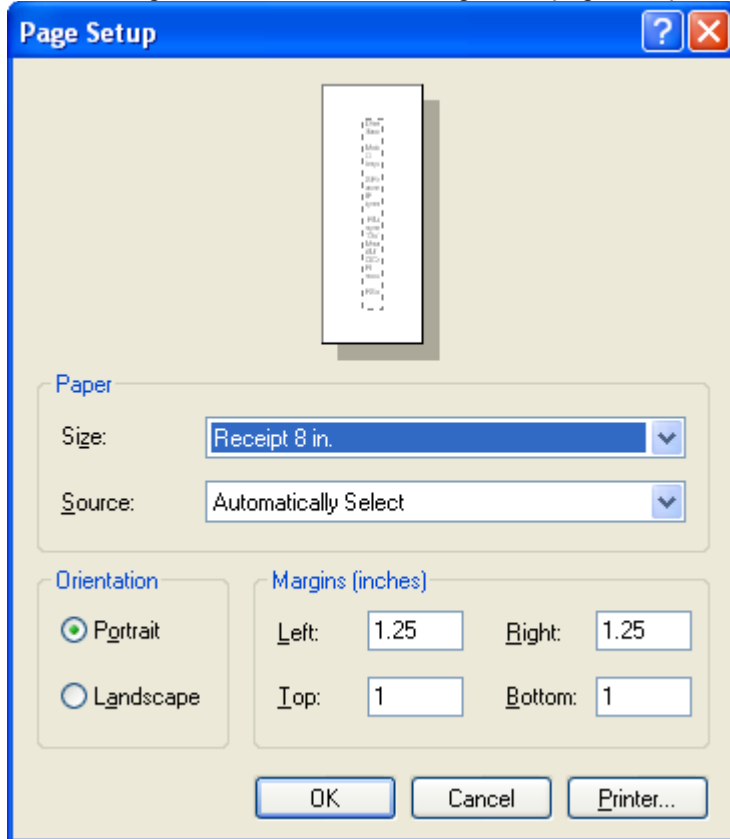 Page Setup
Paper
Size: Receipt 8 in.
Source: Automatically Select
Orientation
Portrait
Landscape
Margins (inches)
Left: 1.25 Right: 1.25
Top: 1 Bottom: 1
OK Cancel Printer...